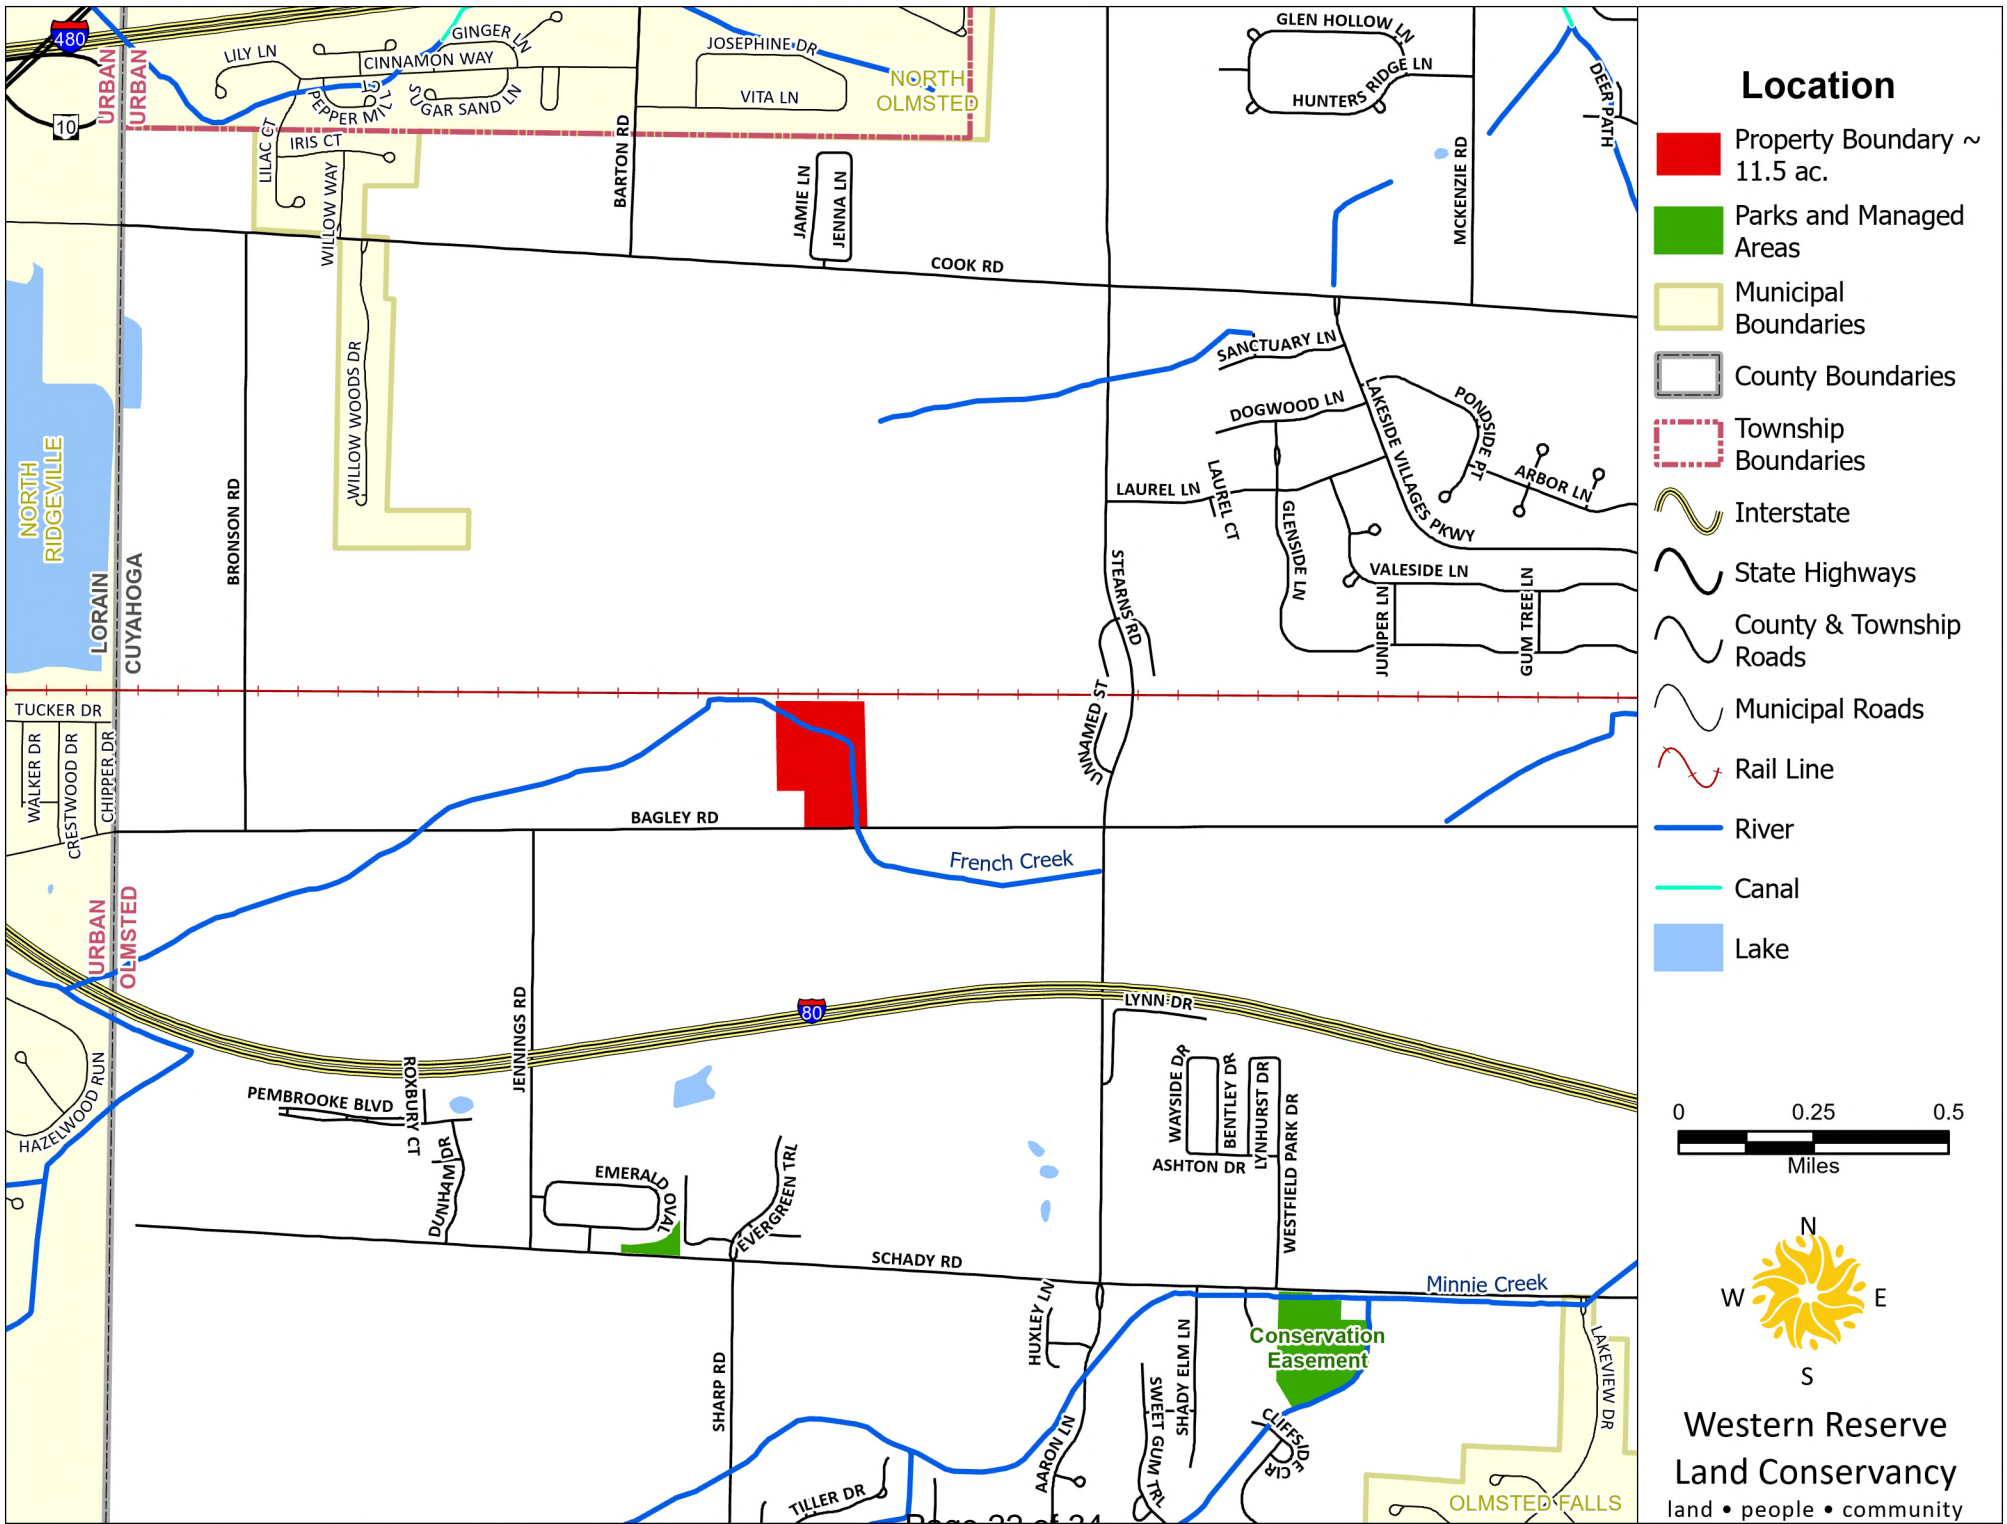 480
10
URBAN
URBAN
LILY LN
GINGER LN
CINNAMON WAY
PEPPER MILL CT
SUGAR SAND LN
JOSEPHINE DR
VITA LN
NORTH
OLMSTED
GLEN HOLLOW LN
HUNTERS RIDGE LN
DEER PATH
LILAC CT
IRIS CT
WILLOW WAY
BARTON RD
JAMIE LN
JENNA LN
MCKENZIE RD
COOK RD
SANCTUARY LN
DOGWOOD LN
LAKESIDE VILLAGES PKWY
PONDSIDE PT
ARBOR LN
WILLOW WOODS DR
BRONSON RD
NORTH
RIDGEVILLE
LORAIN
CUYAHOGA
LAUREL LN
LAUREL CT
GLENSIDE LN
VALESIDE LN
JUNIPER LN
GUM TREE LN
STEARNS RD
UNNAMED ST
TUCKER DR
WALKER DR
CRESTWOOD DR
CHIPPER DR
BAGLEY RD
French Creek
URBAN
OLMSTED
80
LYNN DR
JENNINGS RD
ROXBURY CT
PEMBROOKE BLVD
DUNHAM DR
HAZELWOOD RUN
WAYSIDE DR
BENTLEY DR
LYNHURST DR
WESTFIELD PARK DR
ASHTON DR
EMERALD OVAL
EVERGREEN TRL
SCHADY RD
Minnie Creek
HUXLEY LN
Conservation
Easement
LAKEVIEW DR
SHARP RD
AARON LN
SWEET GUM TRL
SHADY ELM LN
CLIFFSIDE CIR
TILLER DR
OLMSTED FALLS
Page 22 of 34
Location
Property Boundary ~
11.5 ac.
Parks and Managed
Areas
Municipal
Boundaries
County Boundaries
Township
Boundaries
Interstate
State Highways
County & Township
Roads
Municipal Roads
Rail Line
River
Canal
Lake
0 0.25 0.5
Miles
N
W E
S
Western Reserve
Land Conservancy
land • people • community